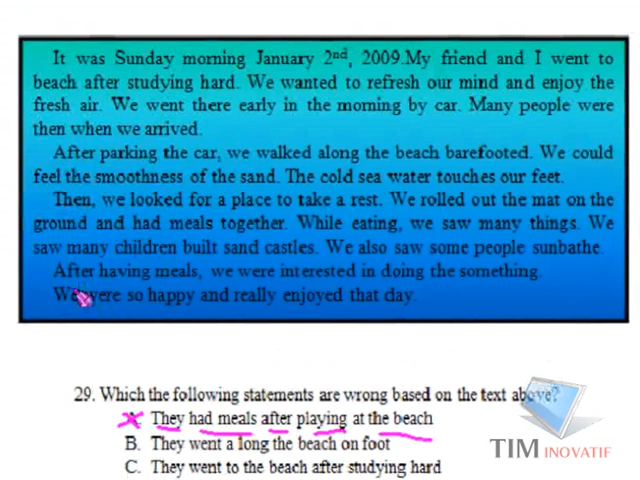 It was Sunday morning January 2nd, 2009.My friend and I went to
beach after studying hard. We wanted to refresh our mind and enjoy the
fresh air. We went there early in the morning by car. Many people were
then when we arrived.
After parking the car, we walked along the beach barefooted. We could
feel the smoothness of the sand. The cold sea water touches our feet.
Then, we looked for a place to take a rest. We rolled out the mat on the
ground and had meals together. While eating, we saw many things. We
saw many children built sand castles. We also saw some people sunbathe.
After having meals, we were interested in doing the something.
We were so happy and really enjoyed that day.
29. Which the following statements are wrong based on the text above?
A. They had meals after playing at the beach
B. They went a long the beach on foot
C. They went to the beach after studying hard
TIM INOVATIF